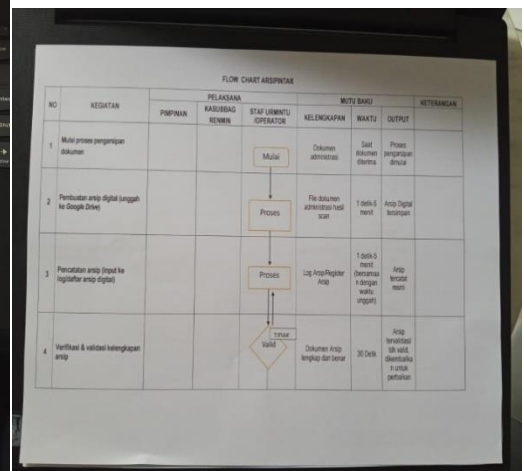 FLOW CHART ARSIPINTAR
NO
KEGIATAN
PELAKSANA
MUTU BAKU
KETERANGAN
PIMPINAN
KASUBBAG
RENMIN
STAF URMINTU
/OPERATOR
KELENGKAPAN
WAKTU
OUTPUT
1
Mulai proses pengarsipan
dokumen
Mulai
Dokumen
administrasi
Saat
dokumen
diterima
Proses
pengarsipan
dimulai
2
Pembuatan arsip digital (unggah
ke Google Drive)
Proses
File dokumen
administrasi hasil
scan
1 detik-5
menit
Arsip Digital
tersimpan
3
Pencatatan arsip (input ke
log/daftar arsip digital)
Proses
Log Arsip/Register
Arsip
1 detik-5
menit
(bersamaa
n dengan
waktu
unggah)
Arsip
tercatat
resmi
4
Verifikasi & validasi kelengkapan
arsip
TIDAK
Valid
Dokumen Arsip
lengkap dan benar
30 Detik
Arsip
tervalidasi
tdk valid,
dikembalika
n untuk
perbaikan